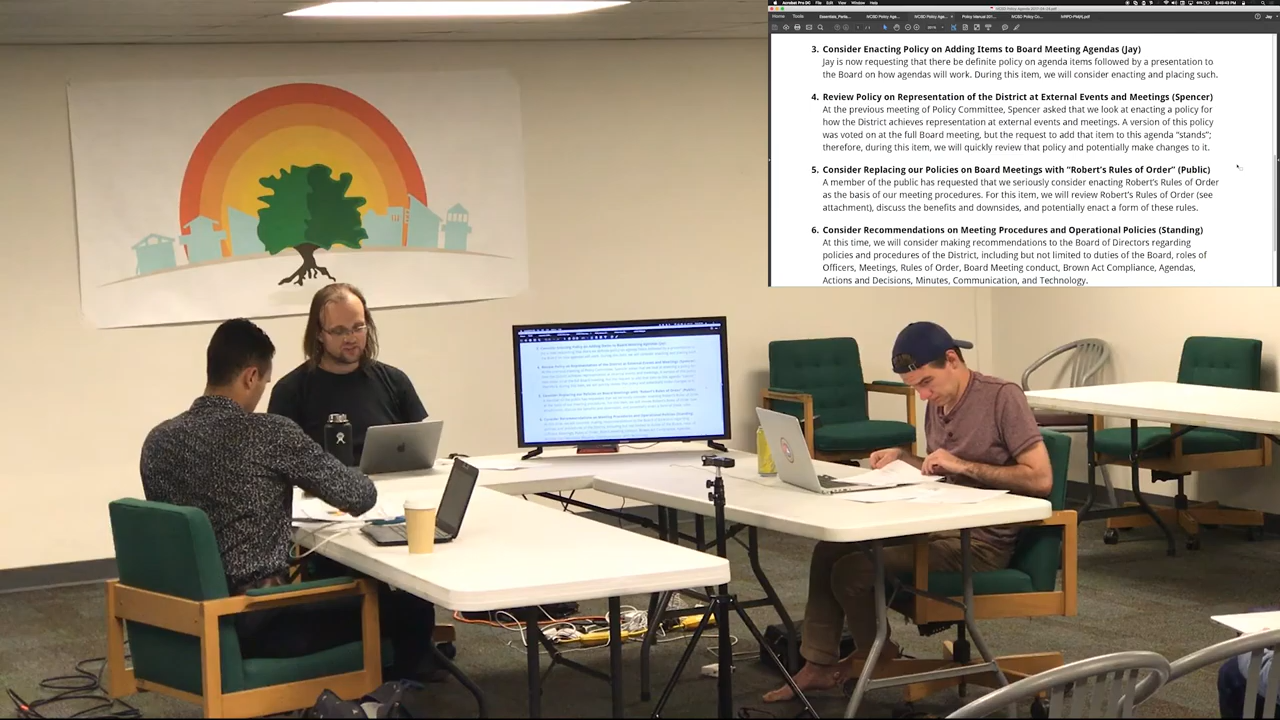 Acrobat Pro DC File Edit View Window Help
Home Tools
3. Consider Enacting Policy on Adding Items to Board Meeting Agendas (Jay)
Jay is now requesting that there be definite policy on agenda items followed by a presentation to
the Board on how agendas will work. During this item, we will consider enacting and placing such.
4. Review Policy on Representation of the District at External Events and Meetings (Spencer)
At the previous meeting of Policy Committee, Spencer asked that we look at enacting a policy for
how the District achieves representation at external events and meetings. A version of this policy
was voted on at the full Board meeting, but the request to add that item to this agenda “stands”;
therefore, during this item, we will quickly review that policy and potentially make changes to it.
5. Consider Replacing our Policies on Board Meetings with “Robert’s Rules of Order” (Public)
A member of the public has requested that we seriously consider enacting Robert’s Rules of Order
as the basis of our meeting procedures. For this item, we will review Robert’s Rules of Order (see
attachment), discuss the benefits and downsides, and potentially enact a form of these rules.
6. Consider Recommendations on Meeting Procedures and Operational Policies (Standing)
At this time, we will consider making recommendations to the Board of Directors regarding
policies and procedures of the District, including but not limited to duties of the Board, roles of
Officers, Meetings, Rules of Order, Board Meeting conduct, Brown Act Compliance, Agendas,
Actions and Decisions, Minutes, Communication, and Technology.